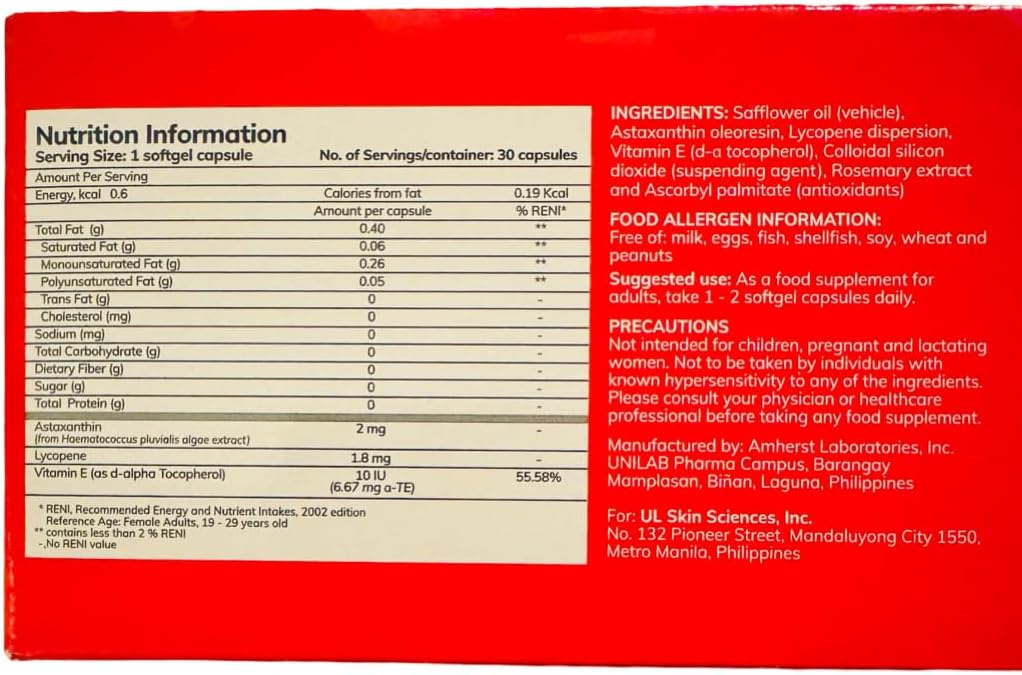 Nutrition Information
Serving Size: 1 softgel capsule No. of Servings/container: 30 capsules
Amount Per Serving
Energy, kcal 0.6 Calories from fat 0.19 Kcal
Amount per capsule % RENI*
Total Fat (g) 0.40 **
Saturated Fat (g) 0.06 **
Monounsaturated Fat (g) 0.26 **
Polyunsaturated Fat (g) 0.05 **
Trans Fat (g) 0 -
Cholesterol (mg) 0 -
Sodium (mg) 0 -
Total Carbohydrate (g) 0 -
Dietary Fiber (g) 0 -
Sugar (g) 0 -
Total Protein (g) 0 -
Astaxanthin 2 mg -
(from Haematococcus pluvialis algae extract)
Lycopene 1.8 mg -
Vitamin E (as d-alpha Tocopherol) 10 IU 55.58%
(6.67 mg a-TE)
* RENI, Recommended Energy and Nutrient Intakes, 2002 edition
Reference Age: Female Adults, 19 - 29 years old
** contains less than 2 % RENI
-,No RENI value
INGREDIENTS: Safflower oil (vehicle),
Astaxanthin oleoresin, Lycopene dispersion,
Vitamin E (d-a tocopherol), Colloidal silicon
dioxide (suspending agent), Rosemary extract
and Ascorbyl palmitate (antioxidants)
FOOD ALLERGEN INFORMATION:
Free of: milk, eggs, fish, shellfish, soy, wheat and
peanuts
Suggested use: As a food supplement for
adults, take 1 - 2 softgel capsules daily.
PRECAUTIONS
Not intended for children, pregnant and lactating
women. Not to be taken by individuals with
known hypersensitivity to any of the ingredients.
Please consult your physician or healthcare
professional before taking any food supplement.
Manufactured by: Amherst Laboratories, Inc.
UNILAB Pharma Campus, Barangay
Mamplasan, Biñan, Laguna, Philippines
For: UL Skin Sciences, Inc.
No. 132 Pioneer Street, Mandaluyong City 1550,
Metro Manila, Philippines